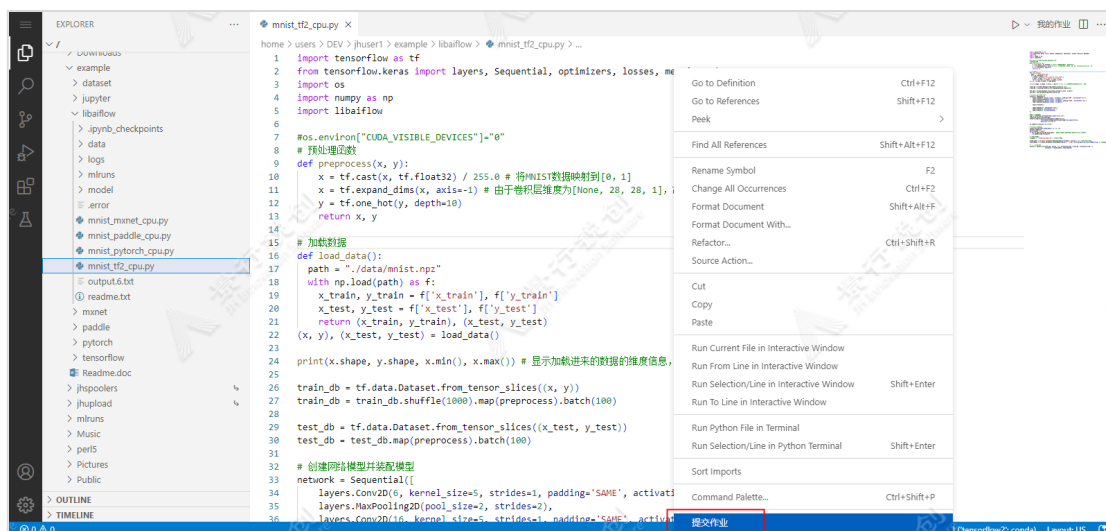 EXPLORER
/
Downloads
example
dataset
jupyter
libaiflow
.ipynb_checkpoints
data
logs
mlruns
model
.error
mnist_mxnet_cpu.py
mnist_paddle_cpu.py
mnist_pytorch_cpu.py
mnist_tf2_cpu.py
output.6.txt
readme.txt
mxnet
paddle
pytorch
tensorflow
Readme.doc
jhspoolers
jhupload
mlruns
Music
perl5
Pictures
Public
OUTLINE
TIMELINE
mnist_tf2_cpu.py
我的作业
home > users > DEV > jhuser1 > example > libaiflow > mnist_tf2_cpu.py > ...
1 import tensorflow as tf
2 from tensorflow.keras import layers, Sequential, optimizers, losses,
3 import os
4 import numpy as np
5 import libaiflow
6
7 #os.environ["CUDA_VISIBLE_DEVICES"]="0"
8 # 预处理函数
9 def preprocess(x, y):
10 x = tf.cast(x, tf.float32) / 255.0 # 将MNIST数据映射到[0, 1]
11 x = tf.expand_dims(x, axis=-1) # 由于卷积层维度为[None, 28, 28, 1],
12 y = tf.one_hot(y, depth=10)
13 return x, y
14
15 # 加载数据
16 def load_data():
17 path = "./data/mnist.npz"
18 with np.load(path) as f:
19 x_train, y_train = f['x_train'], f['y_train']
20 x_test, y_test = f['x_test'], f['y_test']
21 return (x_train, y_train), (x_test, y_test)
22 (x, y), (x_test, y_test) = load_data()
23
24 print(x.shape, y.shape, x.min(), x.max()) # 显示加载进来的数据的维度信息,
25
26 train_db = tf.data.Dataset.from_tensor_slices((x, y))
27 train_db = train_db.shuffle(1000).map(preprocess).batch(100)
28
29 test_db = tf.data.Dataset.from_tensor_slices((x_test, y_test))
30 test_db = test_db.map(preprocess).batch(100)
31
32 # 创建网络模型并装配模型
33 network = Sequential([
34 layers.Conv2D(6, kernel_size=5, strides=1, padding='SAME', activati
35 layers.MaxPooling2D(pool_size=2, strides=2),
36 layers.Conv2D(16, kernel_size=5, strides=1, padding='SAME', activa
Go to Definition Ctrl+F12
Go to References Shift+F12
Peek >
Find All References Shift+Alt+F12
Rename Symbol F2
Change All Occurrences Ctrl+F2
Format Document Shift+Alt+F
Format Document With...
Refactor... Ctrl+Shift+R
Source Action...
Cut
Copy
Paste
Run Current File in Interactive Window
Run From Line in Interactive Window
Run Selection/Line in Interactive Window Shift+Enter
Run To Line in Interactive Window
Run Python File in Terminal
Run Selection/Line in Python Terminal Shift+Enter
Sort Imports
Command Palette... Ctrl+Shift+P
提交作业
0 0
Layout: US